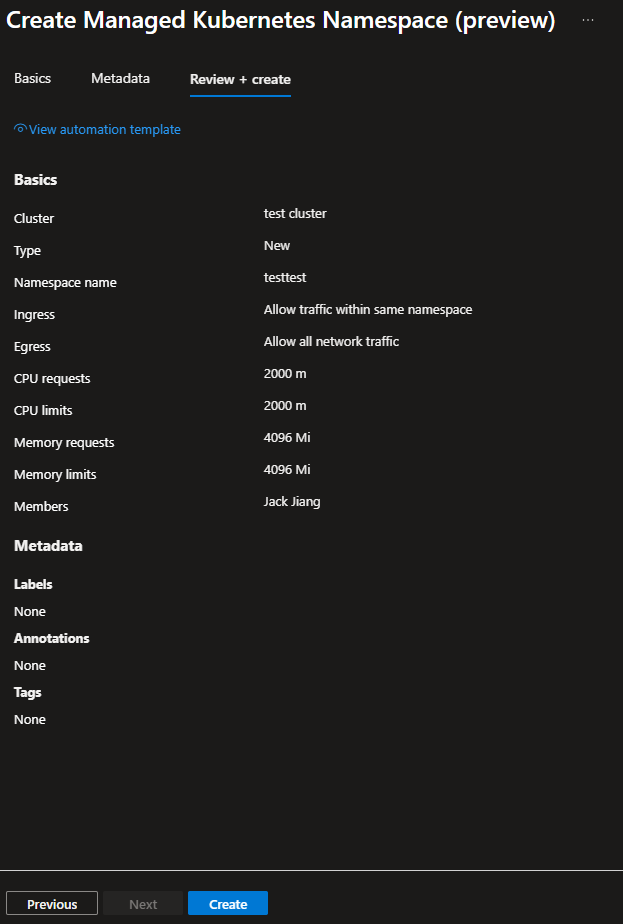 Create Managed Kubernetes Namespace (preview) ...
Basics Metadata Review + create
View automation template
Basics
Cluster test cluster
Type New
Namespace name testtest
Ingress Allow traffic within same namespace
Egress Allow all network traffic
CPU requests 2000 m
CPU limits 2000 m
Memory requests 4096 Mi
Memory limits 4096 Mi
Members Jack Jiang
Metadata
Labels
None
Annotations
None
Tags
None
Previous Next Create